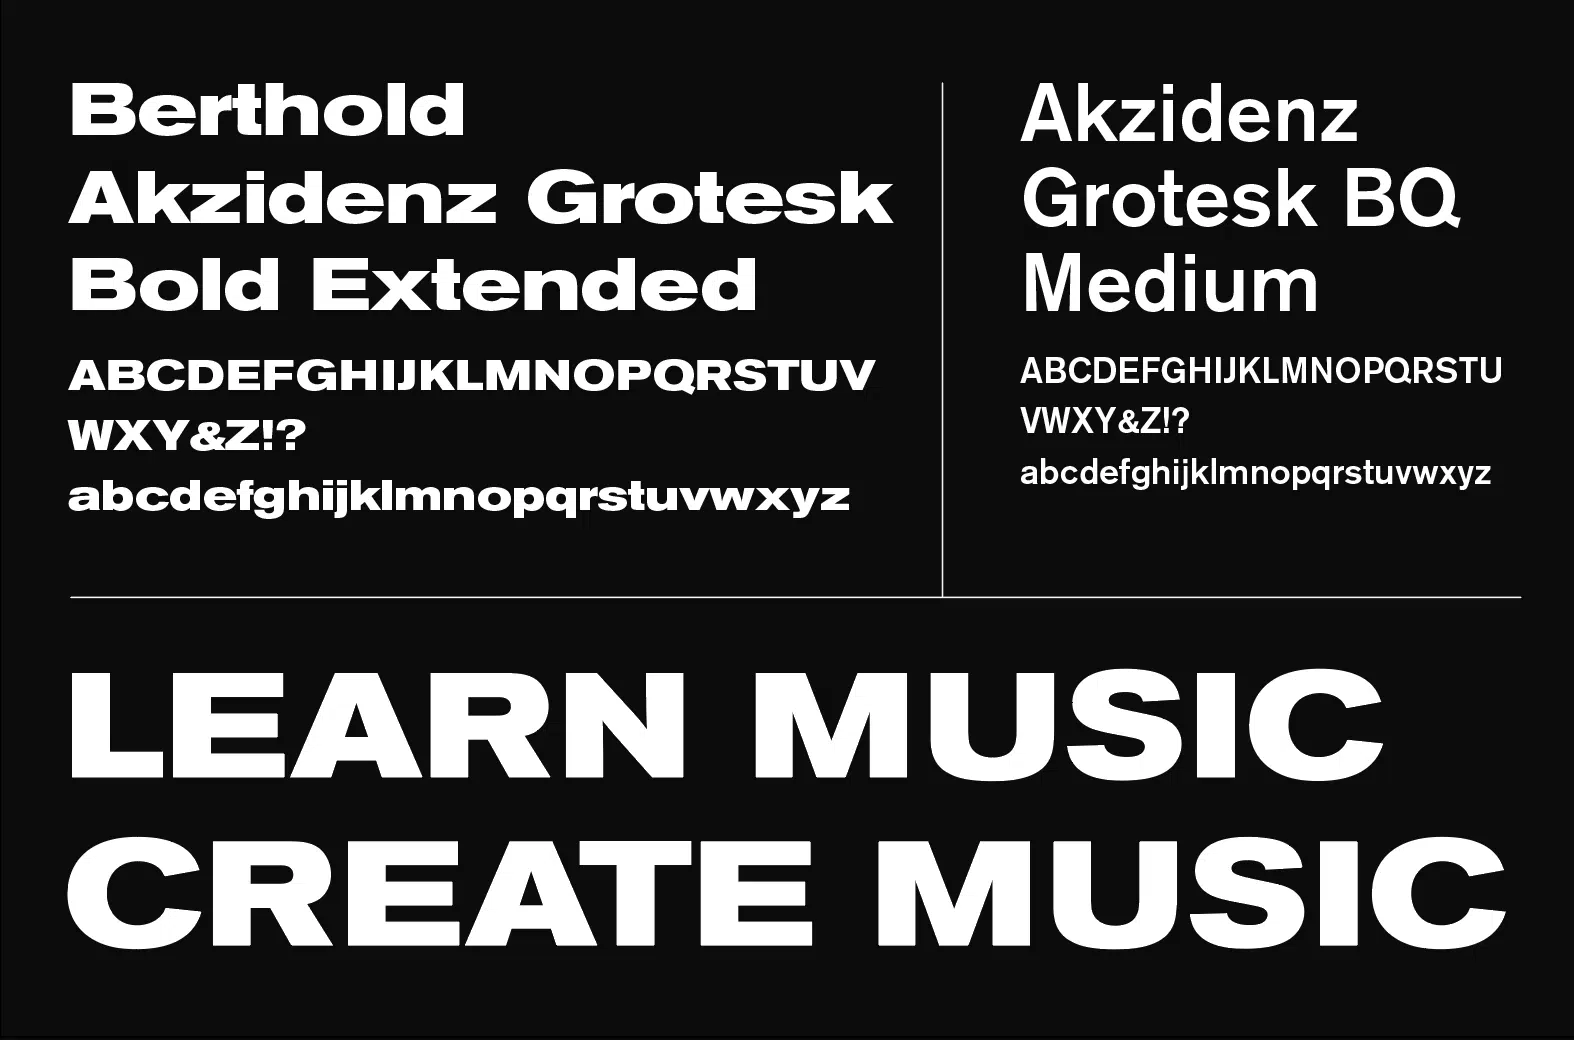 Berthold
Akzidenz Grotesk
Bold Extended
ABCDEFGHIJKLMNOPQRSTUV
WXY&Z!?
abcdefghijklmnopqrstuvwxyz
Akzidenz
Grotesk BQ
Medium
ABCDEFGHIJKLMNOPQRSTU
VWXY&Z!?
abcdefghijklmnopqrstuvwxyz
LEARN MUSIC
CREATE MUSIC